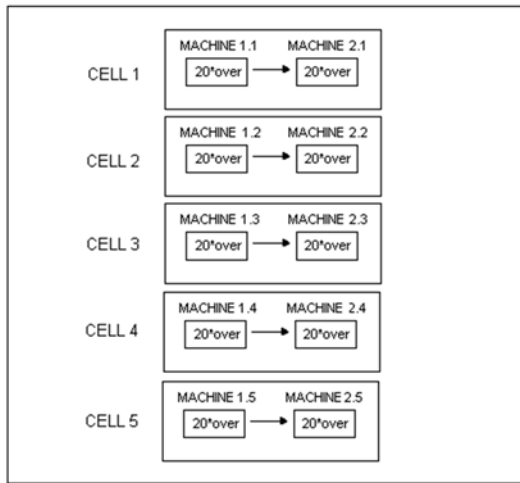 MACHINE 1.1 MACHINE 2.1
CELL 1 20*over 20*over
MACHINE 1.2 MACHINE 2.2
CELL 2 20*over 20*over
MACHINE 1.3 MACHINE 2.3
CELL 3 20*over 20*over
MACHINE 1.4 MACHINE 2.4
CELL 4 20*over 20*over
MACHINE 1.5 MACHINE 2.5
CELL 5 20*over 20*over